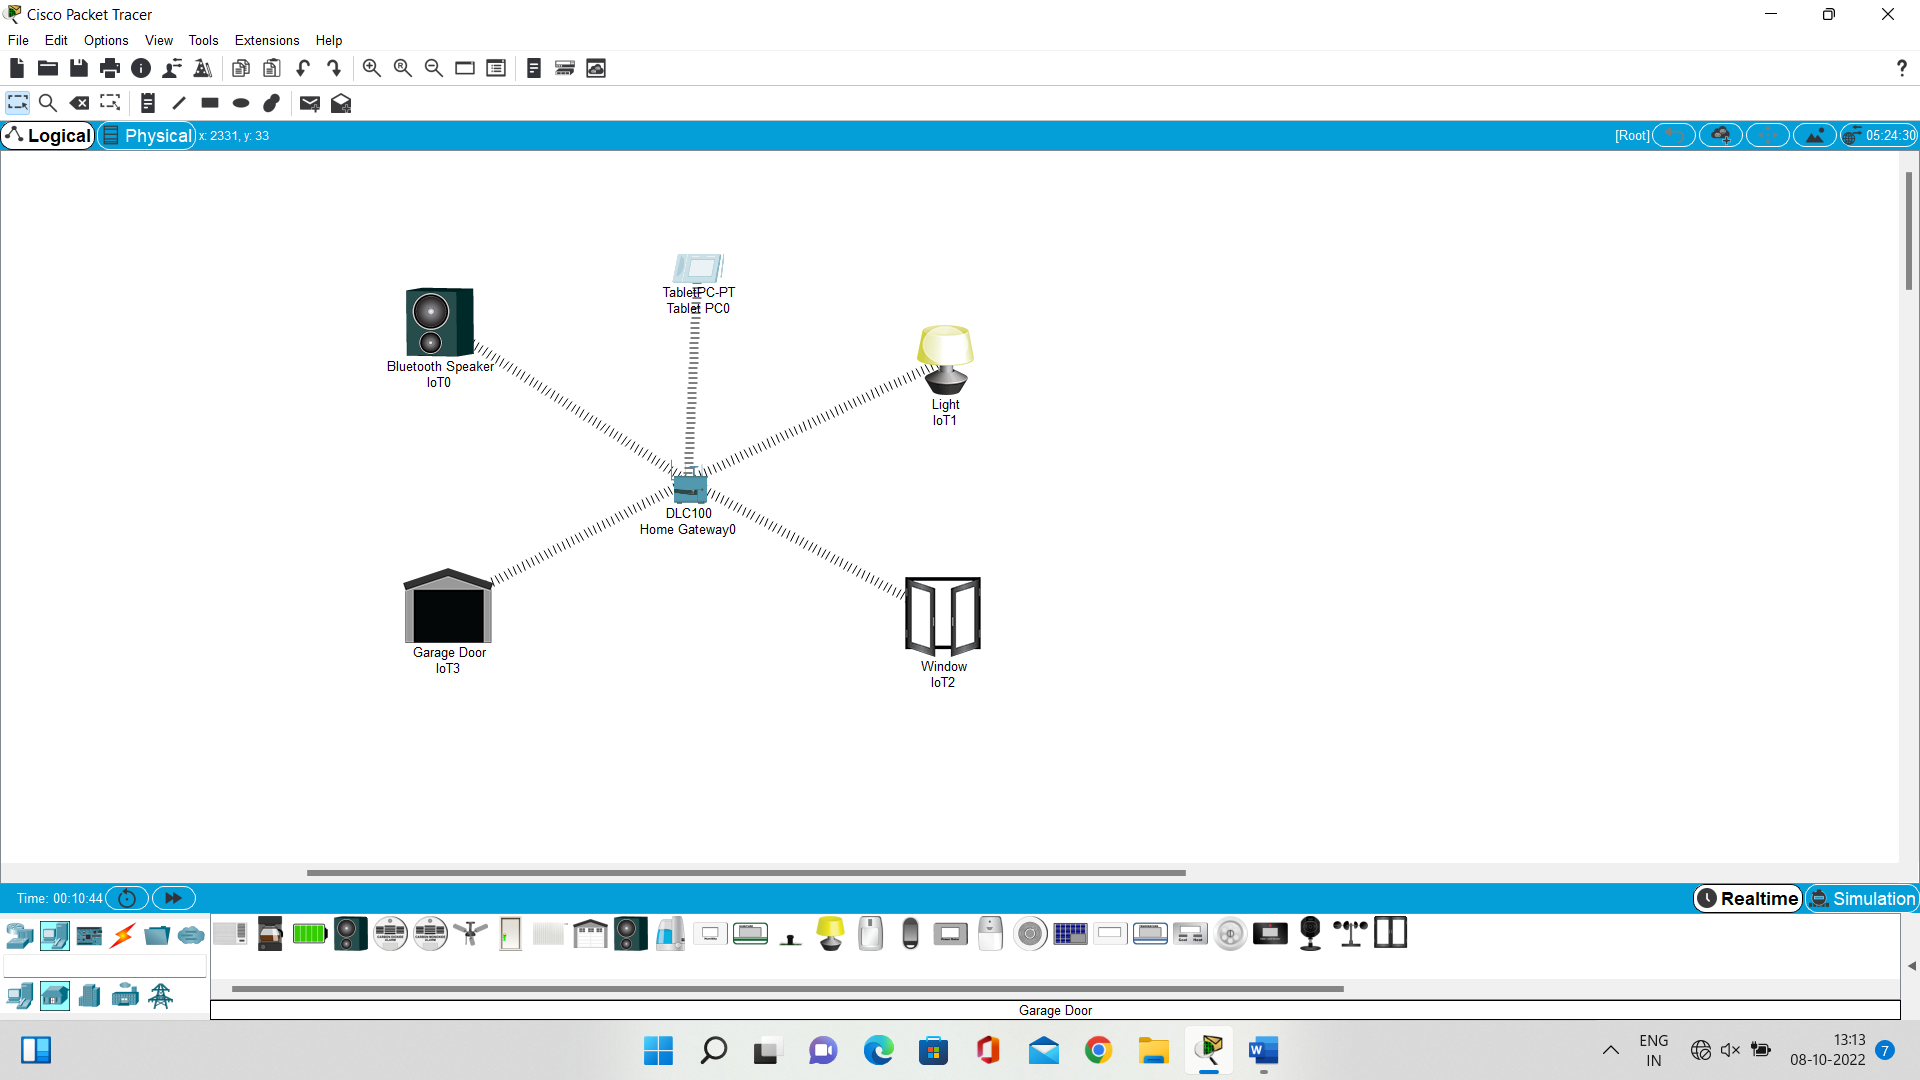 Cisco Packet Tracer
File Edit Options View Tools Extensions Help
?
Logical Physical x: 2331, y: 33 [Root] 05:24:30
TabletPC-PT
Tablet PC0
Bluetooth Speaker
IoT0
Light
IoT1
DLC100
Home Gateway0
Garage Door
IoT3
Window
IoT2
Time: 00:10:44 Realtime Simulation
Garage Door
ENG
IN
13:13
08-10-2022
7